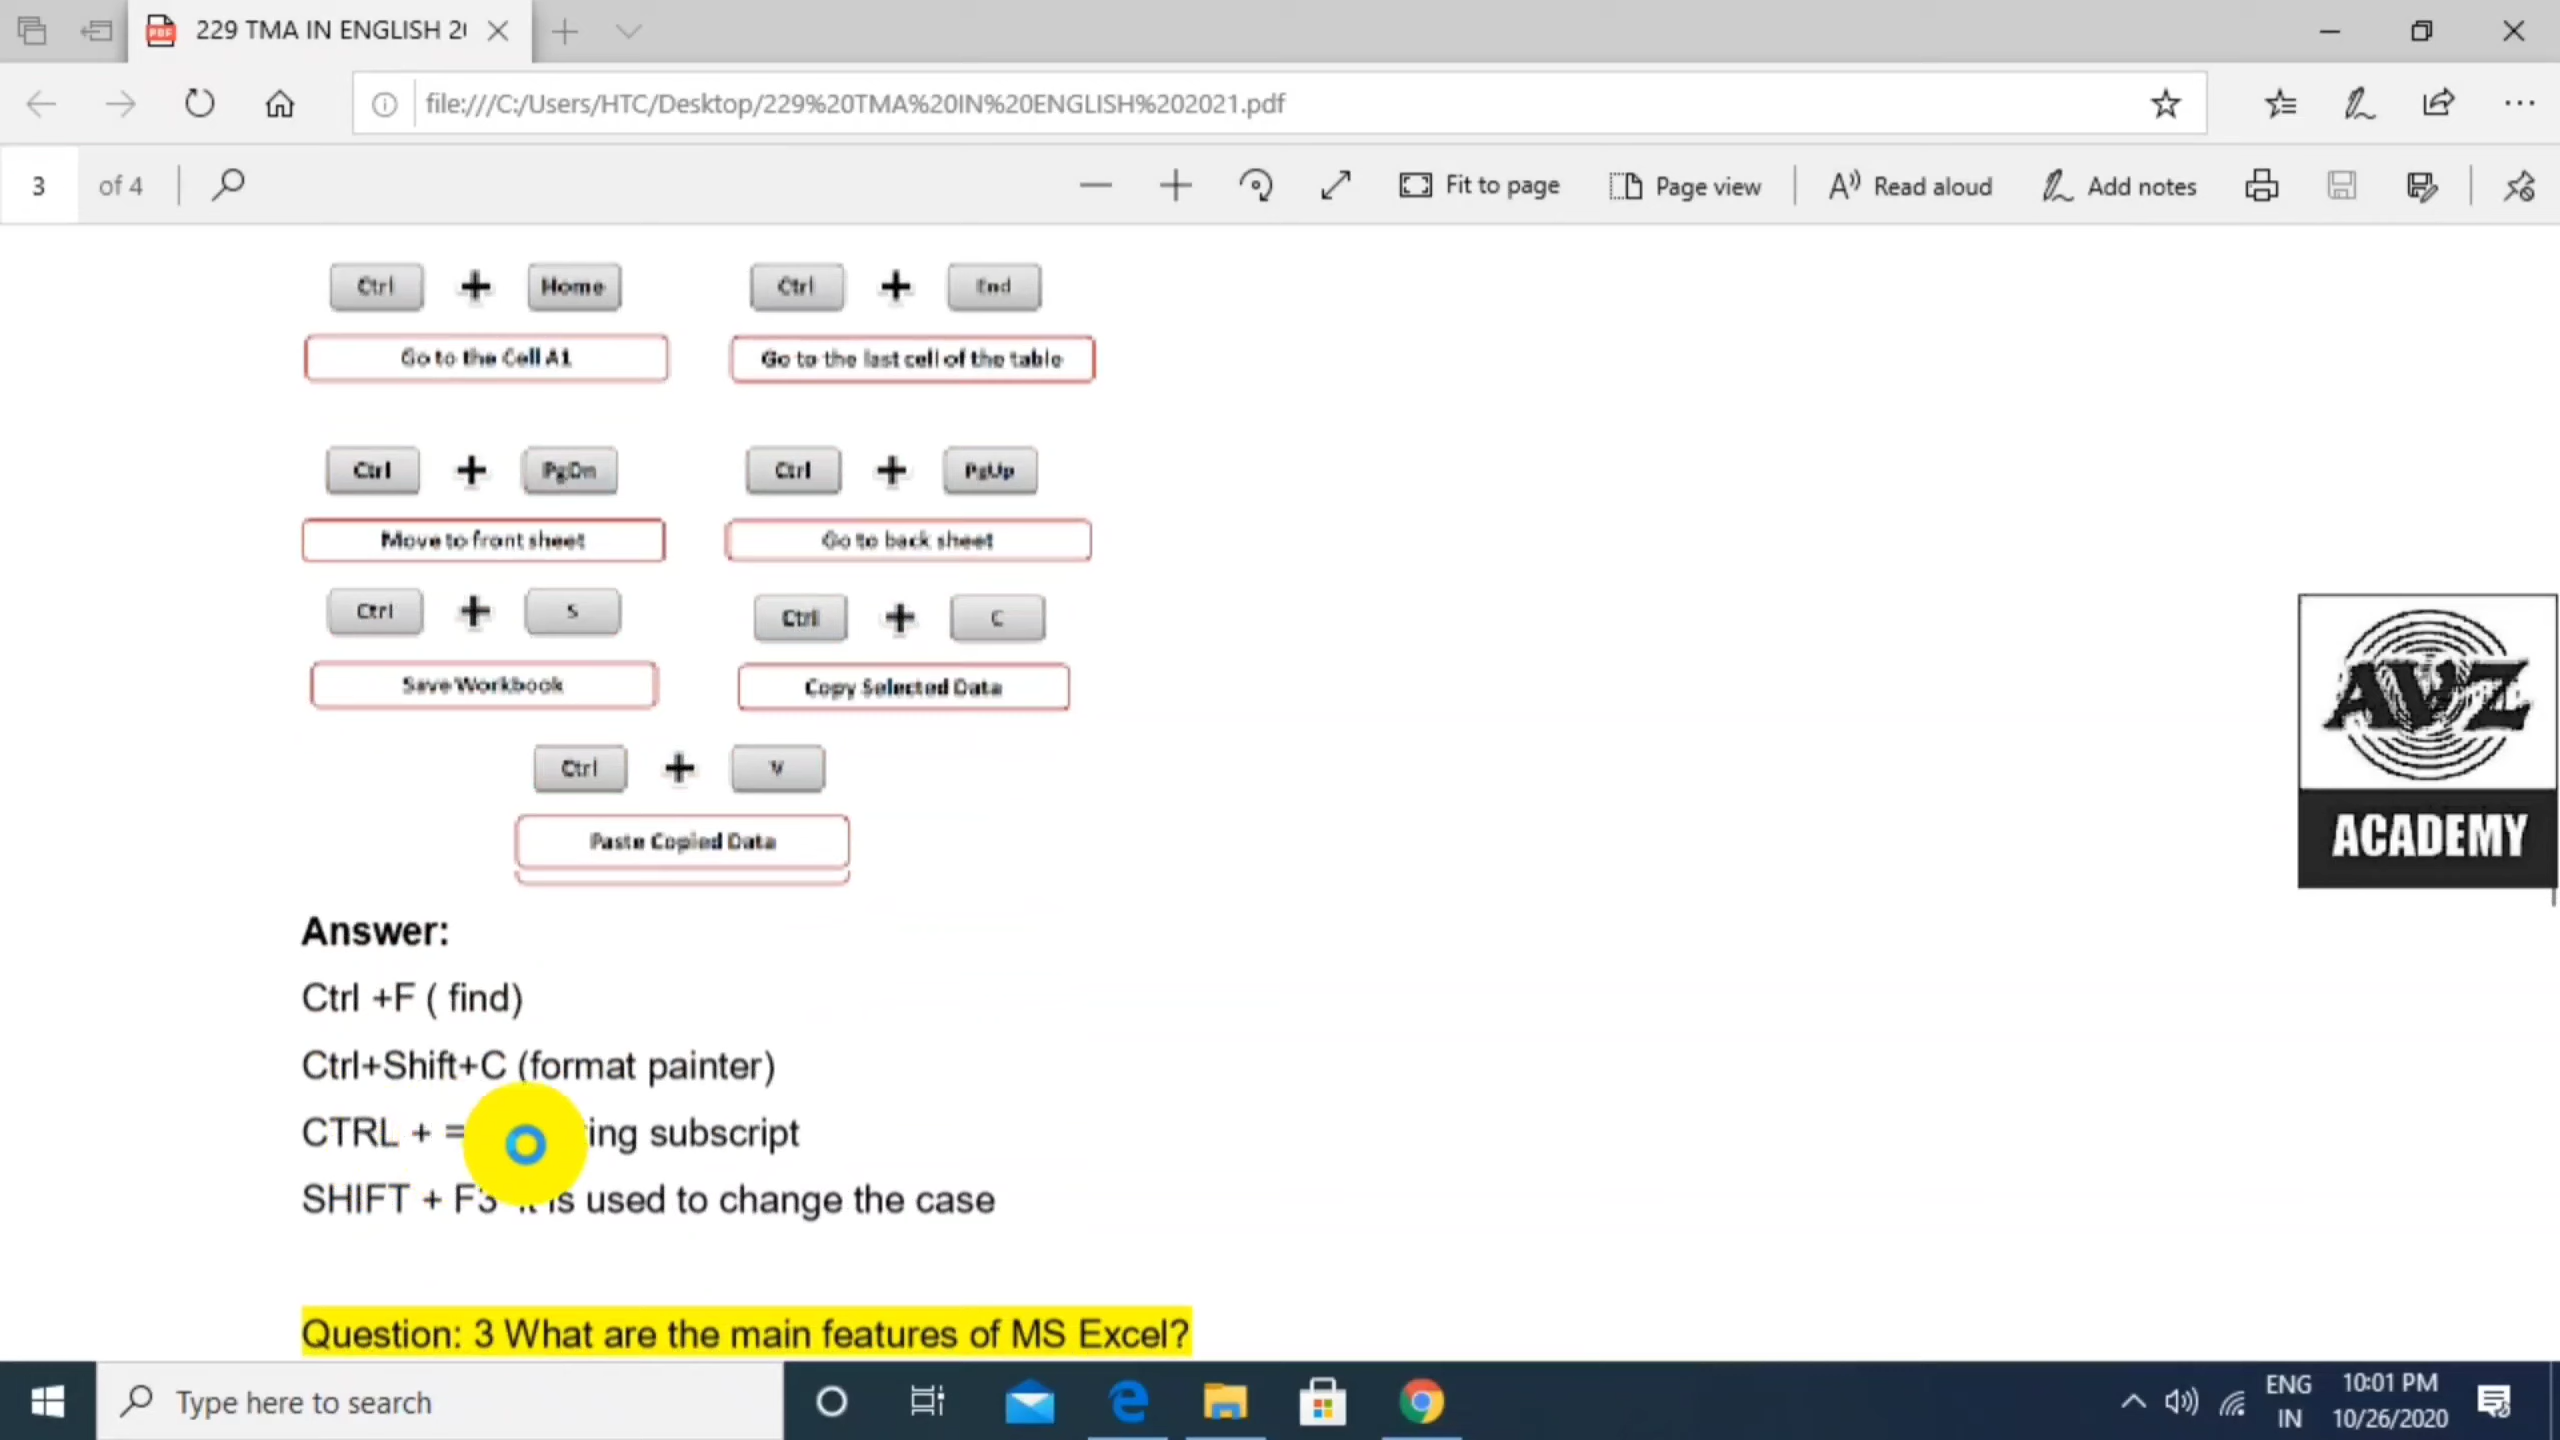 229 TMA IN ENGLISH 20
file:///C:/Users/HTC/Desktop/229%20TMA%20IN%20ENGLISH%202021.pdf
3 of 4 Fit to page Page view Read aloud Add notes
Ctrl + Home Ctrl + End
Go to the Cell A1 Go to the last cell of the table
Ctrl + PgDn Ctrl + PgUp
Move to front sheet Go to back sheet
Ctrl + S Ctrl + C
Save Workbook Copy Selected Data
Ctrl + V
Paste Copied Data
AVZ
ACADEMY
Answer:
Ctrl +F ( find)
Ctrl+Shift+C (format painter)
CTRL + = ing subscript
SHIFT + F3 is used to change the case
Question: 3 What are the main features of MS Excel?
Type here to search
ENG
IN
10:01 PM
10/26/2020